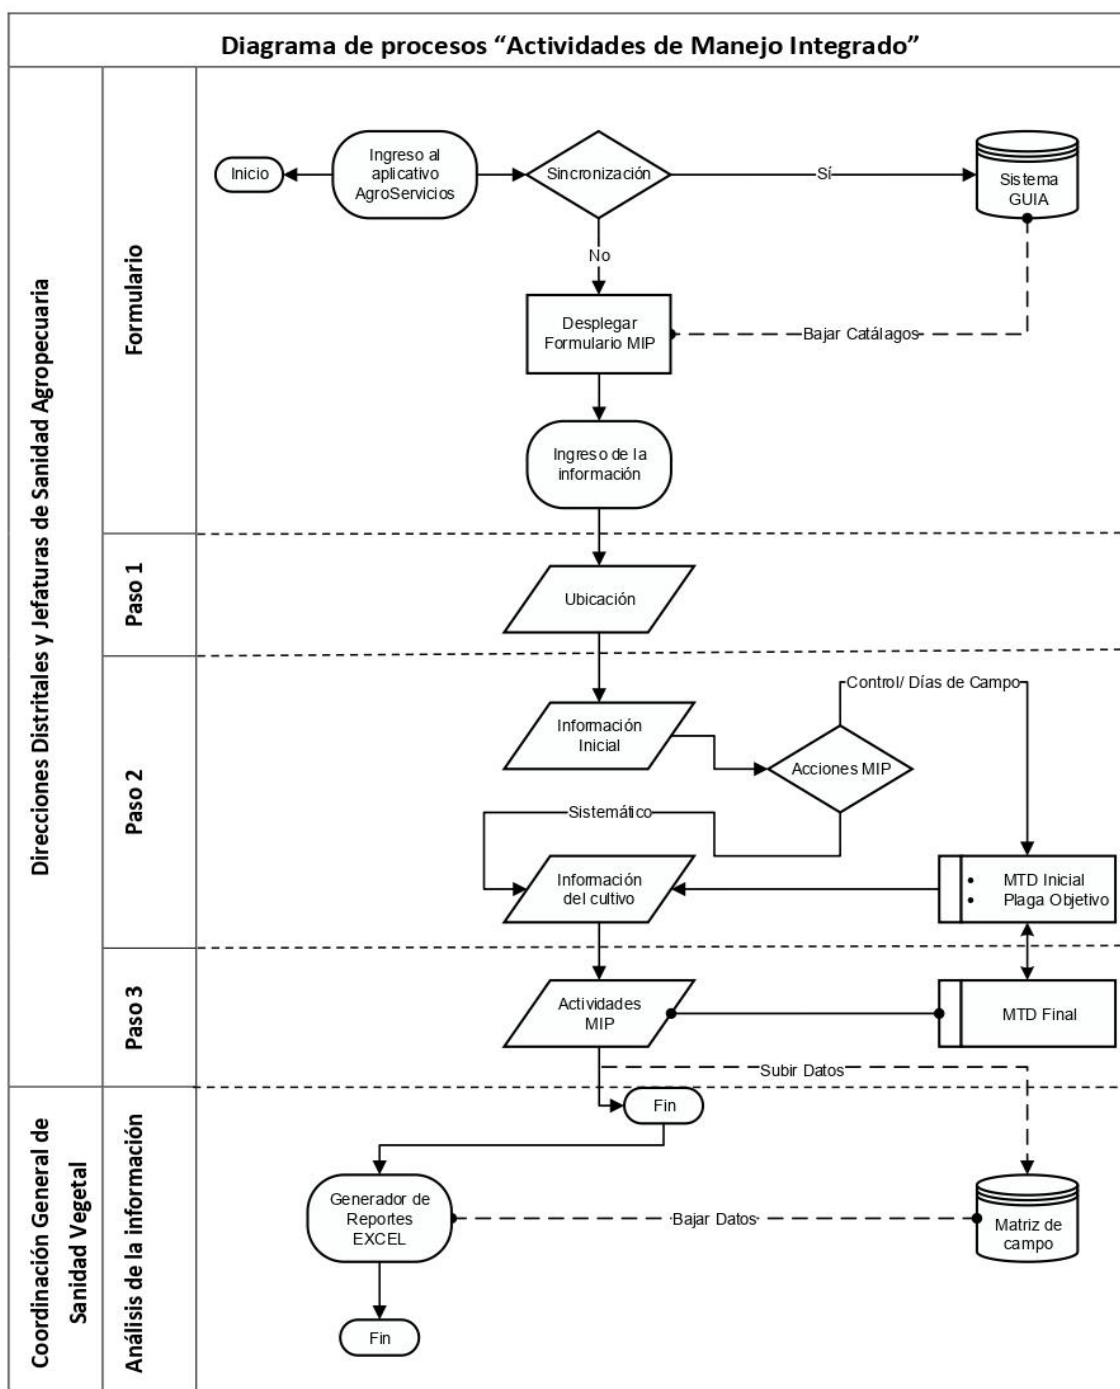 Diagrama de procesos “Actividades de Manejo Integrado”
Direcciones Distritales y Jefaturas de Sanidad Agropecuaria
Formulario
Inicio
Ingreso al
aplicativo
AgroServicios
Sincronización
Sí
Sistema
GUIA
No
Desplegar
Formulario MIP
Bajar Catálagos
Ingreso de la
información
Paso 1
Ubicación
Paso 2
Control/ Días de Campo
Información
Inicial
Acciones MIP
Sistemático
Información
del cultivo
• MTD Inicial
• Plaga Objetivo
Paso 3
Actividades
MIP
MTD Final
Subir Datos
Coordinación General de
Sanidad Vegetal
Análisis de la información
Fin
Generador de
Reportes
EXCEL
Bajar Datos
Matriz de
campo
Fin